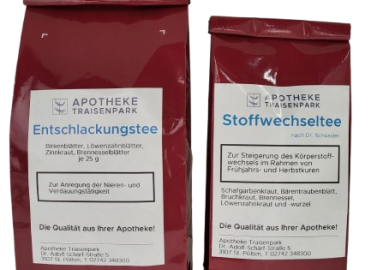 APOTHEKE
TRAISENPARK
Entschlackungstee
Birkenblätter, Löwenzahnblätter,
Zinnkraut, Brennesselblätter
je 25 g
Zur Anregung der Nieren- und
Verdauungstätigkeit
Die Qualität aus Ihrer Apotheke!
Apotheke Traisenpark
Dr. Adolf-Schärf-Straße 5
3107 St. Pölten, T 02742 348300
APOTHEKE
TRAISENPARK
Stoffwechseltee
nach Dr.
Zur Steigerung des Körperstoff-
wechsels im Rahmen von
Frühjahrs- und Herbstkuren
Schafgarbenkraut, Bärentraubenblatt,
Bruchkraut, Brennessel,
Löwenzahnkraut und -wurzel
Die Qualität aus Ihrer Apotheke!
Apotheke Traisenpark
Dr. Adolf-Schärf-Straße 5
3107 St. Pölten, T 02742 348300